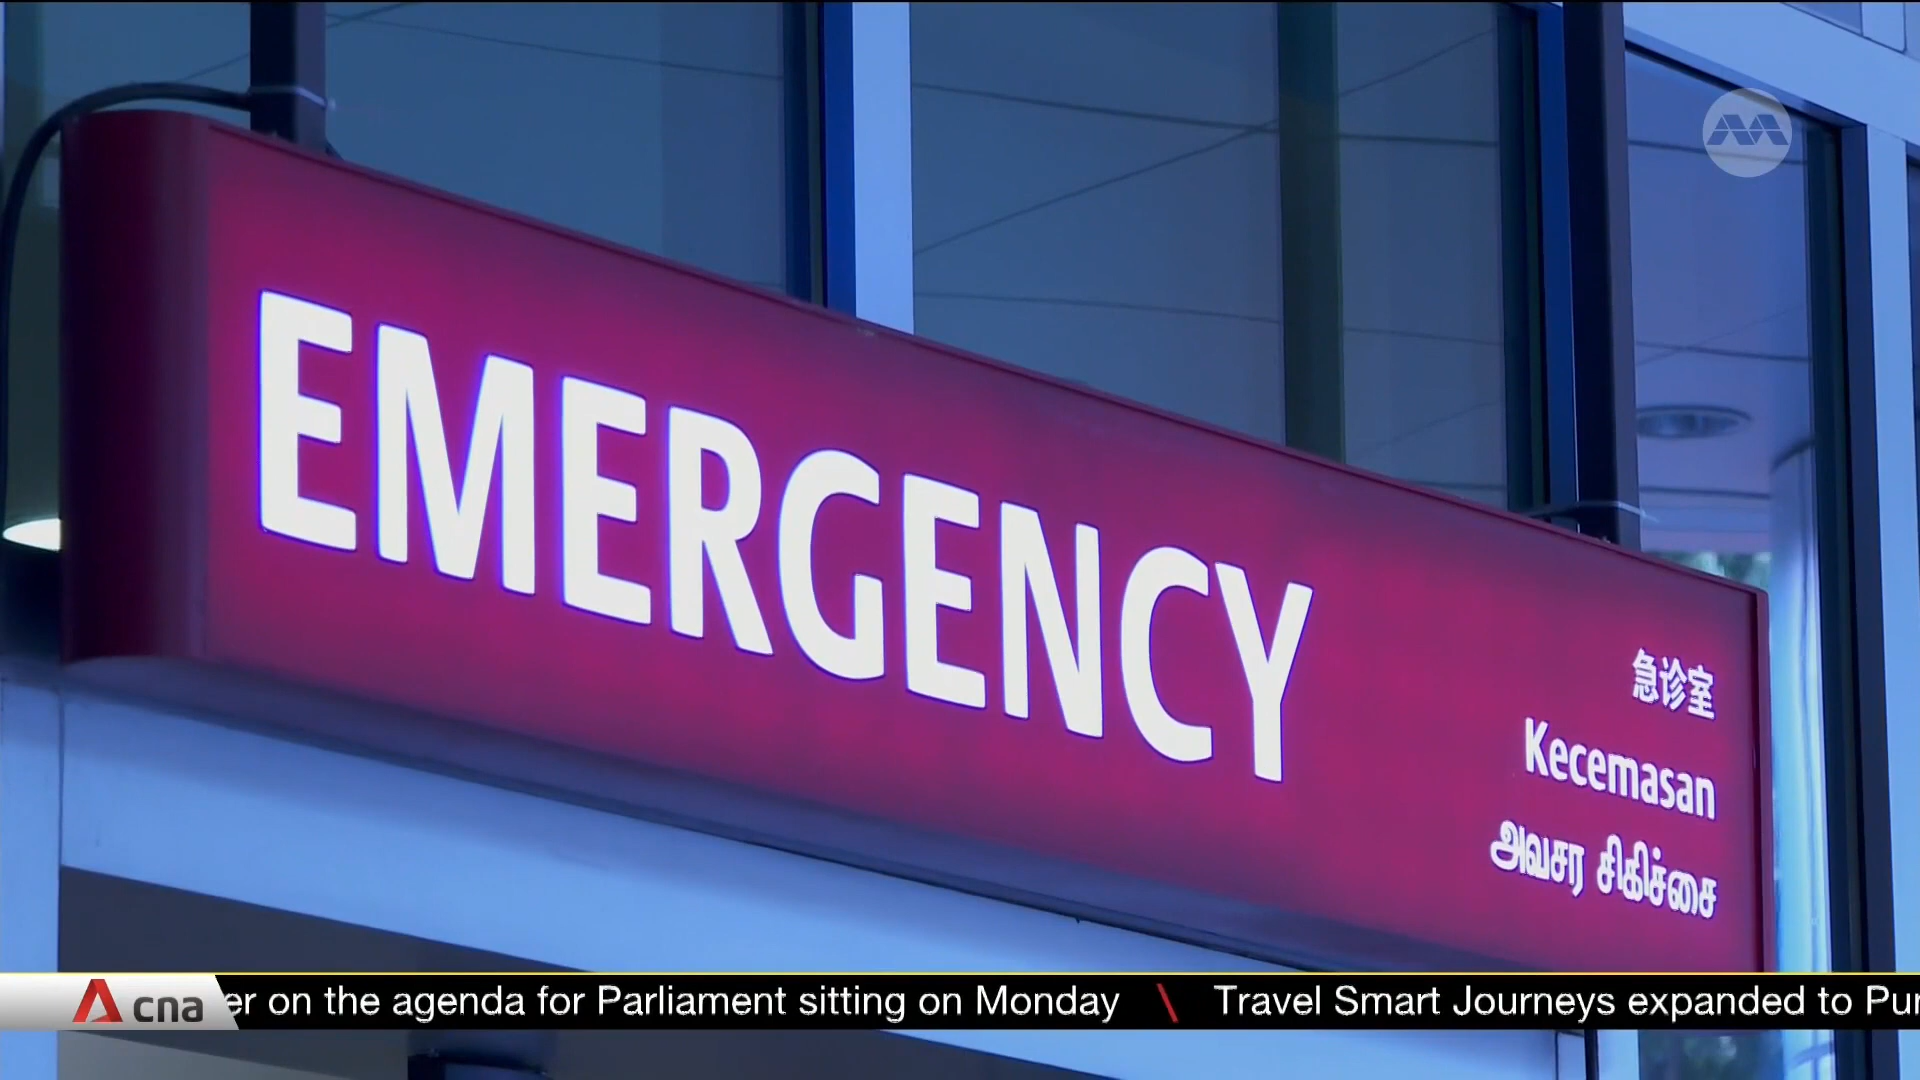 EMERGENCY
急诊室
Kecemasan
அவசர சிகிச்சை
cna
er on the agenda for Parliament sitting on Monday \ Travel Smart Journeys expanded to